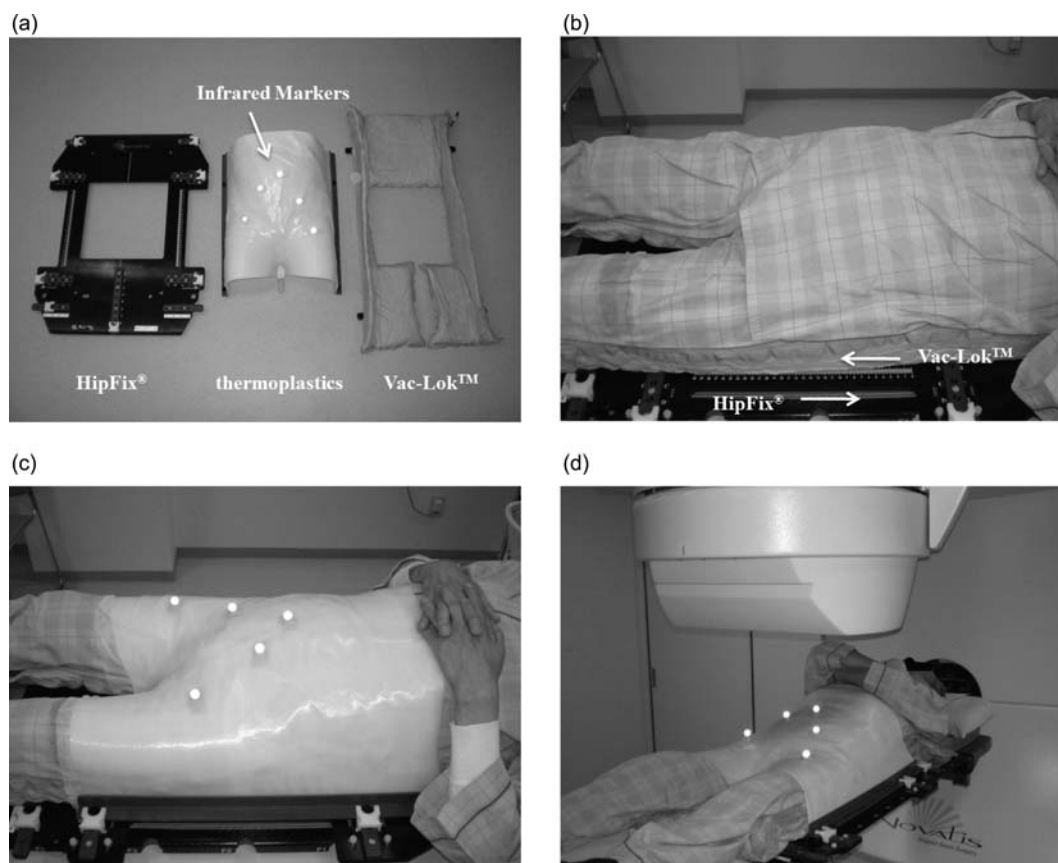 (a)
Infrared Markers
HipFix®
thermoplastics
Vac-Lok™
(b)
Vac-Lok™
HipFix®
(c)
(d)
NOVALIS